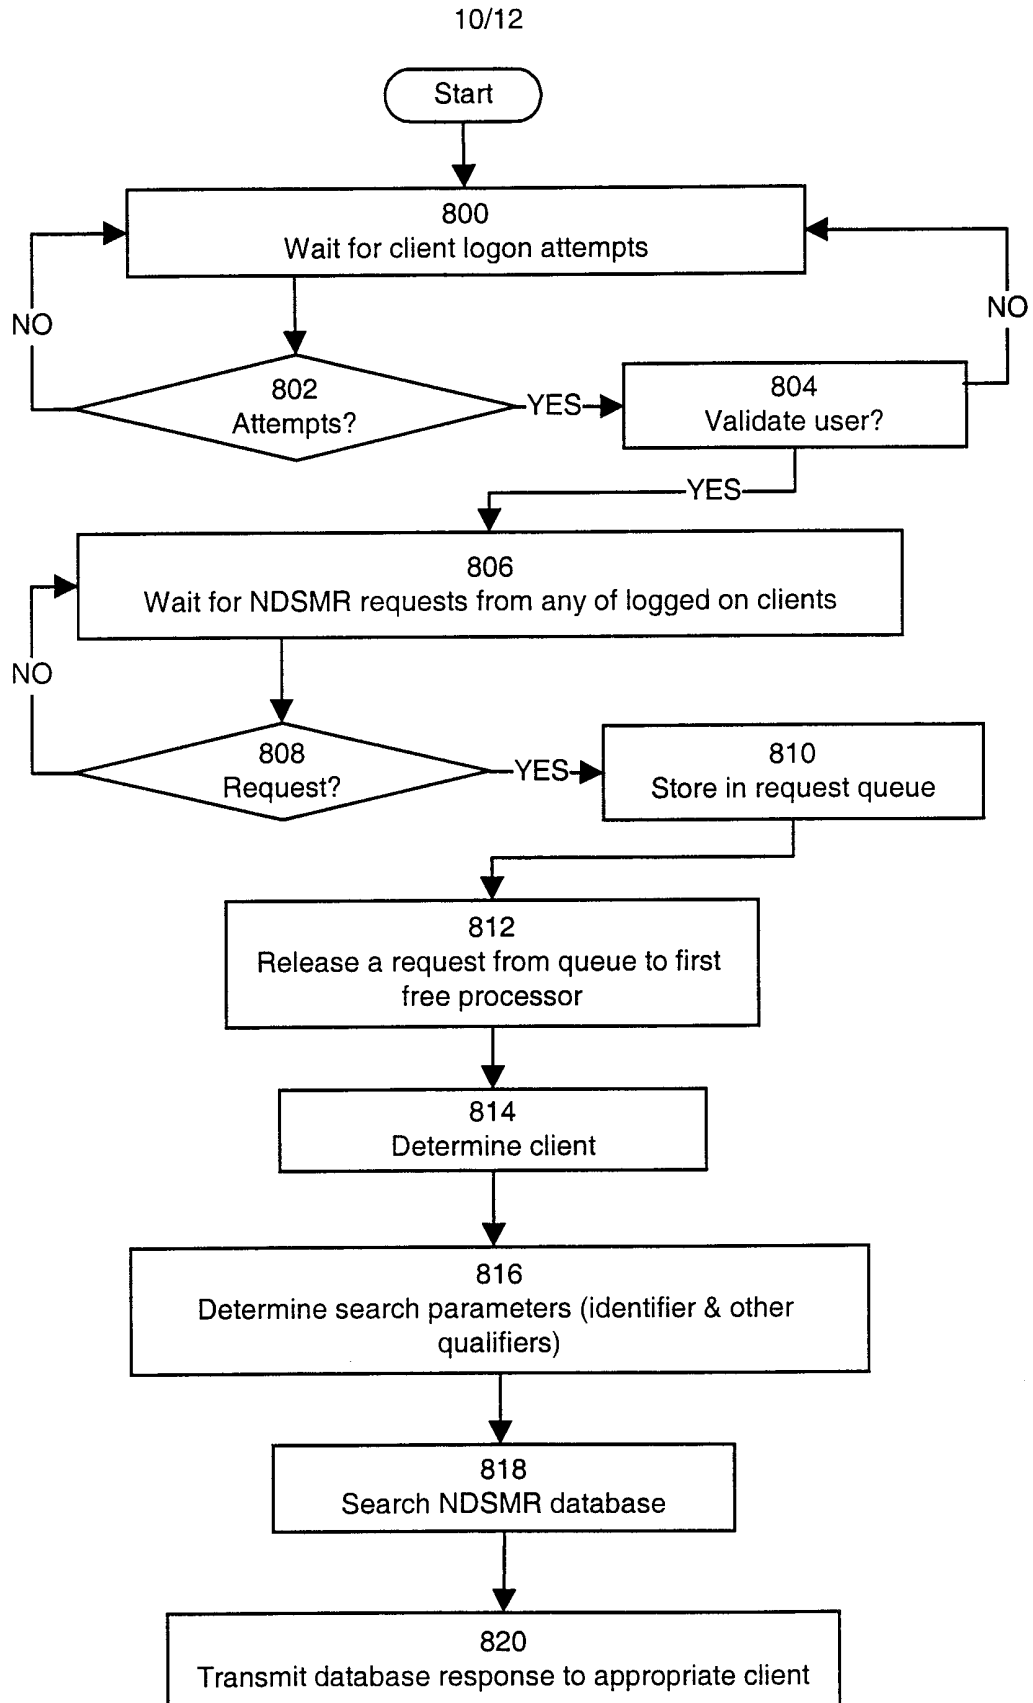 10/12
Start
800
Wait for client logon attempts
NO
NO
802
Attempts?
YES
804
Validate user?
YES
806
Wait for NDSMR requests from any of logged on clients
NO
808
Request?
YES
810
Store in request queue
812
Release a request from queue to first
free processor
814
Determine client
816
Determine search parameters (identifier & other
qualifiers)
818
Search NDSMR database
820
Transmit database response to appropriate client